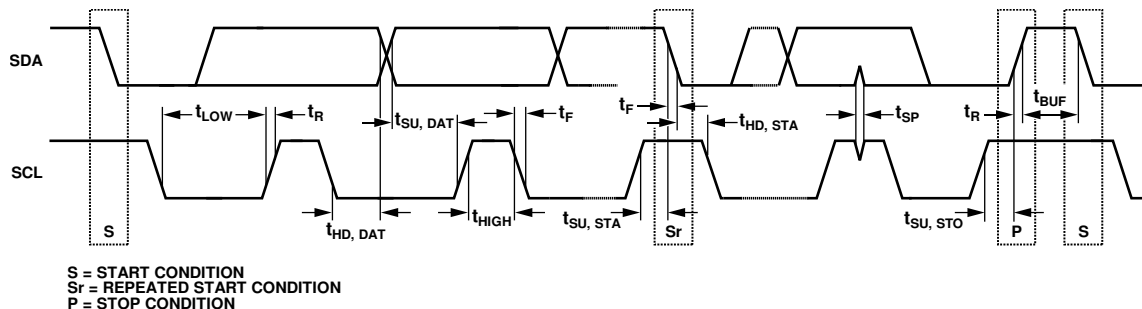 SDA
tLOW
tR
tSU, DAT
tF
tF
tHD, STA
tSP
tR
tBUF
SCL
tHD, DAT
tHIGH
tSU, STA
tSU, STO
S
Sr
P
S
S = START CONDITION
Sr = REPEATED START CONDITION
P = STOP CONDITION